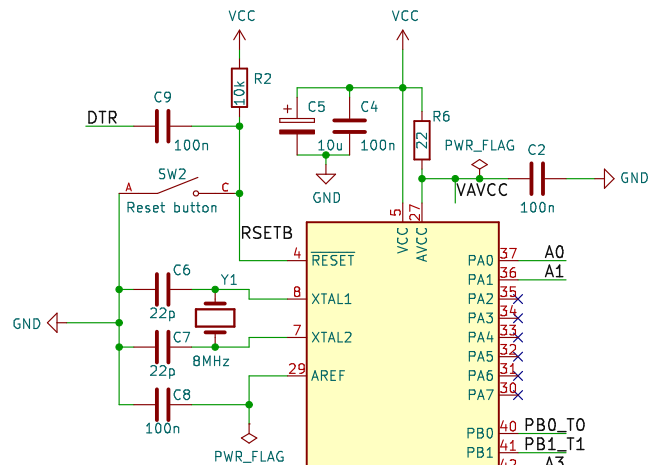 VCC
VCC
R2
10k
C9
DTR
100n
C5
C4
+
10u
100n
R6
22
PWR_FLAG
C2
GND
VAVCC
100n
GND
SW2
A
C
Reset button
RSETB
5
27
VCC
AVCC
4
RESET
37
PA0
A0
36
PA1
A1
C6
Y1
8
XTAL1
35
PA2
22p
34
PA3
GND
C7
7
XTAL2
33
PA4
22p
8MHz
32
PA5
29
AREF
31
PA6
C8
30
PA7
100n
40
PB0
PB0_T0
PWR_FLAG
41
PB1
PB1_T1
42
A3